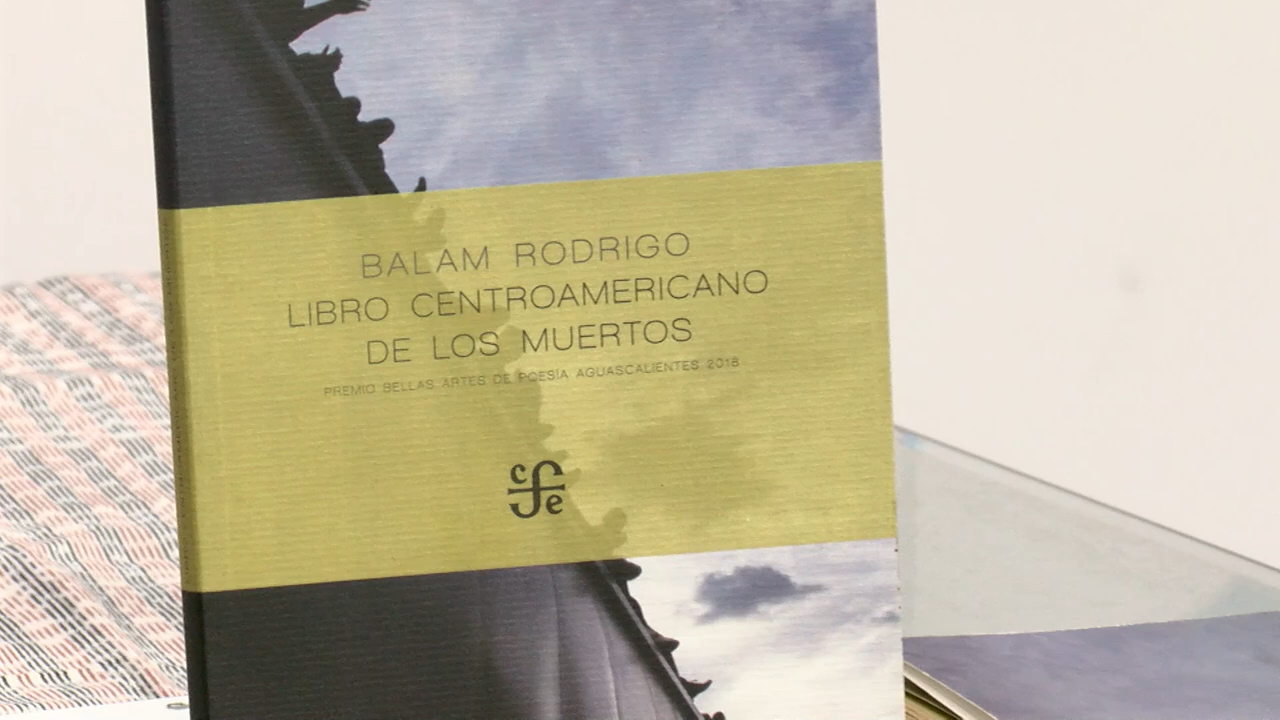 BALAM RODRIGO
LIBRO CENTROAMERICANO
DE LOS MUERTOS
PREMIO BELLAS ARTES DE POESÍA AGUASCALIENTES 2018
cfe